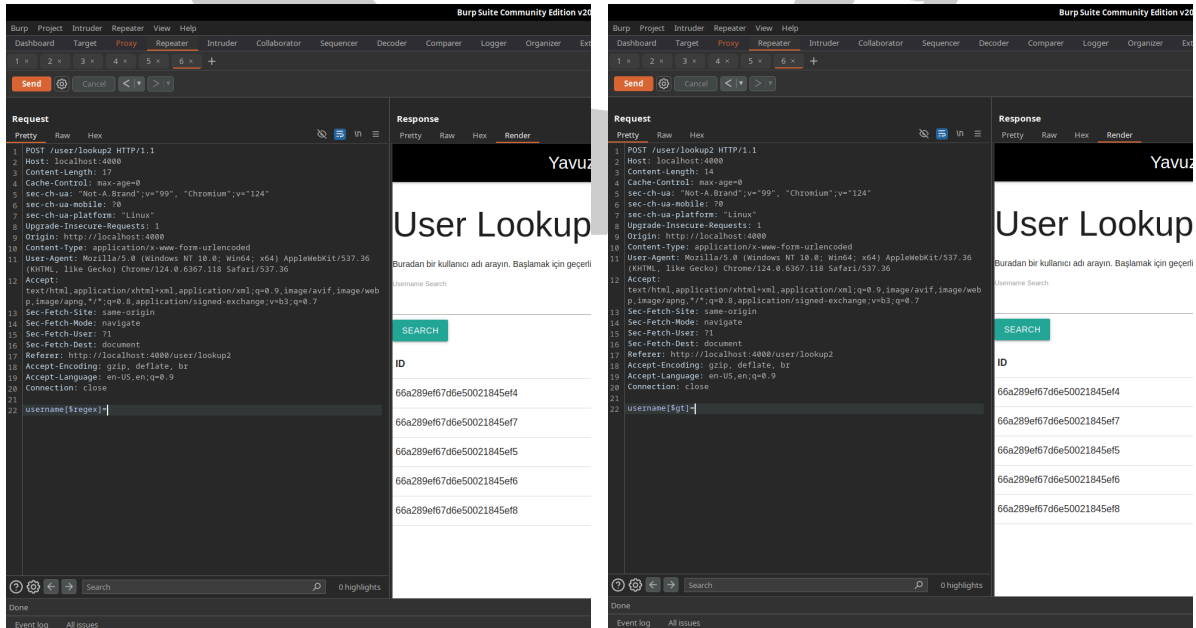 Burp Suite Community Edition v20
Burp Project Intruder Repeater View Help
Dashboard Target Proxy Repeater Intruder Collaborator Sequencer Decoder Comparer Logger Organizer Ext
1 × 2 × 3 × 4 × 5 × 6 × +
Send Cancel < >
Request
Pretty Raw Hex \n
1 POST /user/lookup2 HTTP/1.1
2 Host: localhost:4000
3 Content-Length: 17
4 Cache-Control: max-age=0
5 sec-ch-ua: "Not-A.Brand";v="99", "Chromium";v="124"
6 sec-ch-ua-mobile: ?0
7 sec-ch-ua-platform: "Linux"
8 Upgrade-Insecure-Requests: 1
9 Origin: http://localhost:4000
10 Content-Type: application/x-www-form-urlencoded
11 User-Agent: Mozilla/5.0 (Windows NT 10.0; Win64; x64) AppleWebKit/537.36
(KHTML, like Gecko) Chrome/124.0.6367.118 Safari/537.36
12 Accept:
text/html,application/xhtml+xml,application/xml;q=0.9,image/avif,image/web
p,image/apng,*/*;q=0.8,application/signed-exchange;v=b3;q=0.7
13 Sec-Fetch-Site: same-origin
14 Sec-Fetch-Mode: navigate
15 Sec-Fetch-User: ?1
16 Sec-Fetch-Dest: document
17 Referer: http://localhost:4000/user/lookup2
18 Accept-Encoding: gzip, deflate, br
19 Accept-Language: en-US,en;q=0.9
20 Connection: close
21
22 username[$regex]=
Search 0 highlights
Done
Event log All issues
Response
Pretty Raw Hex Render
Yavuz
User Lookup
Buradan bir kullanıcı adı arayın. Başlamak için geçerli
Username Search
SEARCH
ID
66a289ef67d6e50021845ef4
66a289ef67d6e50021845ef7
66a289ef67d6e50021845ef5
66a289ef67d6e50021845ef6
66a289ef67d6e50021845ef8
Burp Suite Community Edition v20
Burp Project Intruder Repeater View Help
Dashboard Target Proxy Repeater Intruder Collaborator Sequencer Decoder Comparer Logger Organizer Ext
1 × 2 × 3 × 4 × 5 × 6 × +
Send Cancel < >
Request
Pretty Raw Hex \n
1 POST /user/lookup2 HTTP/1.1
2 Host: localhost:4000
3 Content-Length: 14
4 Cache-Control: max-age=0
5 sec-ch-ua: "Not-A.Brand";v="99", "Chromium";v="124"
6 sec-ch-ua-mobile: ?0
7 sec-ch-ua-platform: "Linux"
8 Upgrade-Insecure-Requests: 1
9 Origin: http://localhost:4000
10 Content-Type: application/x-www-form-urlencoded
11 User-Agent: Mozilla/5.0 (Windows NT 10.0; Win64; x64) AppleWebKit/537.36
(KHTML, like Gecko) Chrome/124.0.6367.118 Safari/537.36
12 Accept:
text/html,application/xhtml+xml,application/xml;q=0.9,image/avif,image/web
p,image/apng,*/*;q=0.8,application/signed-exchange;v=b3;q=0.7
13 Sec-Fetch-Site: same-origin
14 Sec-Fetch-Mode: navigate
15 Sec-Fetch-User: ?1
16 Sec-Fetch-Dest: document
17 Referer: http://localhost:4000/user/lookup2
18 Accept-Encoding: gzip, deflate, br
19 Accept-Language: en-US,en;q=0.9
20 Connection: close
21
22 username[$gt]=
Search 0 highlights
Done
Event log All issues
Response
Pretty Raw Hex Render
Yavuz
User Lookup
Buradan bir kullanıcı adı arayın. Başlamak için geçerli
Username Search
SEARCH
ID
66a289ef67d6e50021845ef4
66a289ef67d6e50021845ef7
66a289ef67d6e50021845ef5
66a289ef67d6e50021845ef6
66a289ef67d6e50021845ef8